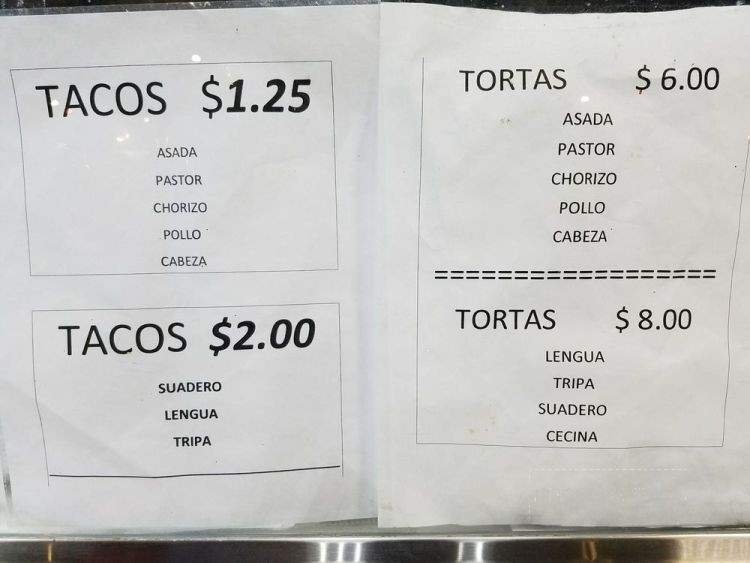 TACOS $1.25
ASADA
PASTOR
CHORIZO
POLLO
CABEZA
TACOS $2.00
SUADERO
LENGUA
TRIPA
TORTAS $ 6.00
ASADA
PASTOR
CHORIZO
POLLO
CABEZA
==================
TORTAS $ 8.00
LENGUA
TRIPA
SUADERO
CECINA